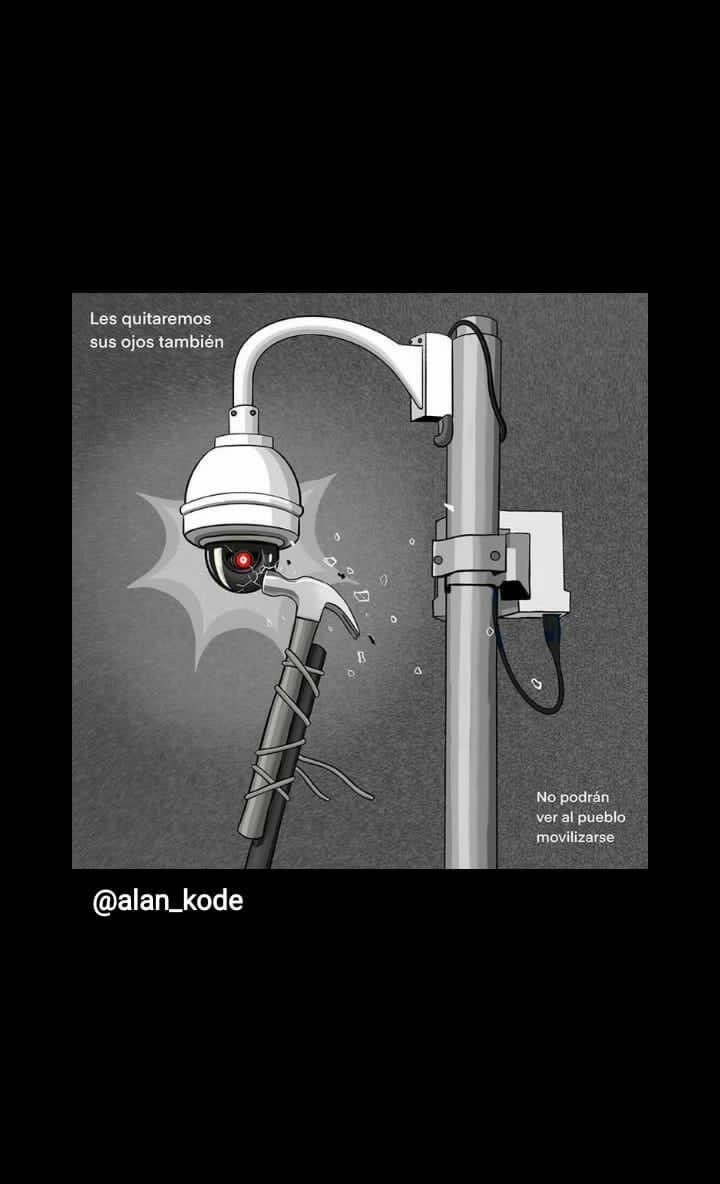 Les quitaremos
sus ojos también
No podrán
ver al pueblo
movilizarse
@alan_kode